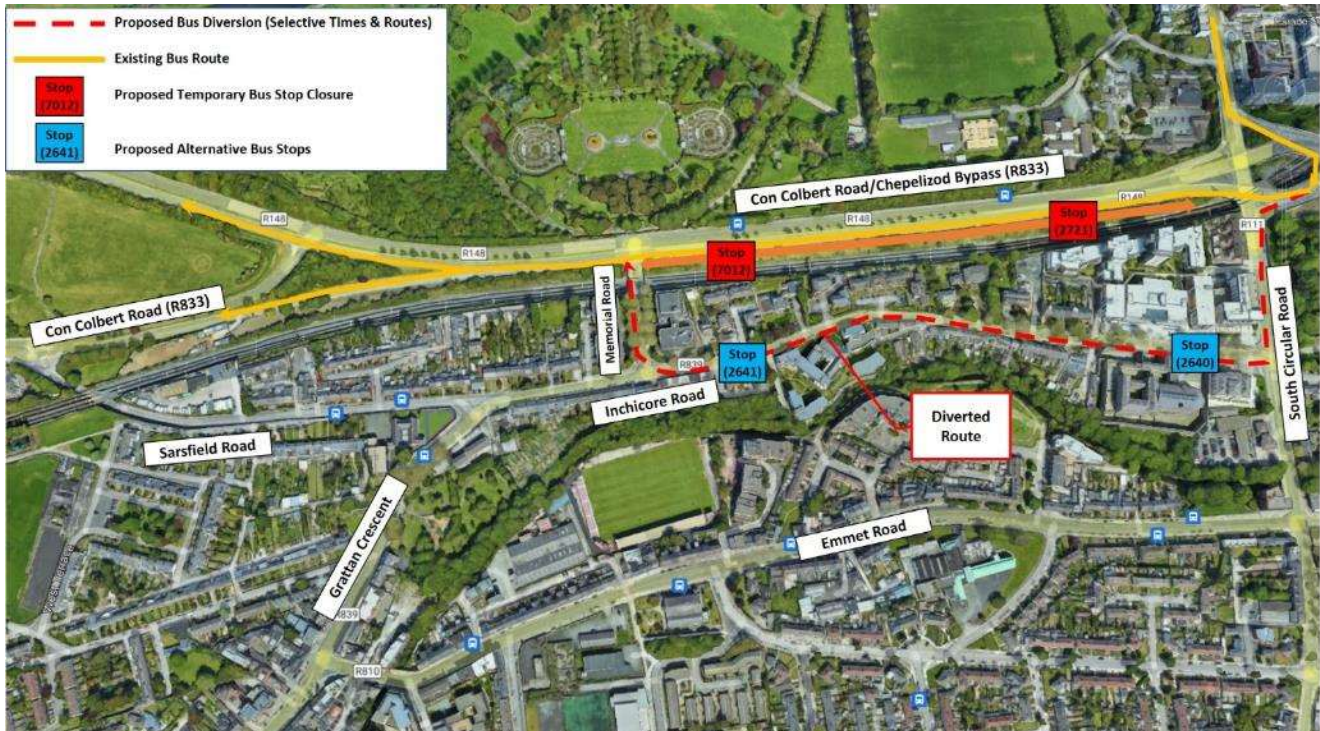 Proposed Bus Diversion (Selective Times & Routes)
Existing Bus Route
Stop
(7012)
Proposed Temporary Bus Stop Closure
Stop
(2641)
Proposed Alternative Bus Stops
Con Colbert Road/Chepelizod Bypass (R833)
R148
R148
R148
R148
Stop
(2721)
Stop
(7012)
R111
Con Colbert Road (R833)
Memorial Road
South Circular Road
R839
Stop
(2641)
Stop
(2640)
Inchicore Road
Diverted
Route
Sarsfield Road
Grattan Crescent
Emmet Road
R839
R810